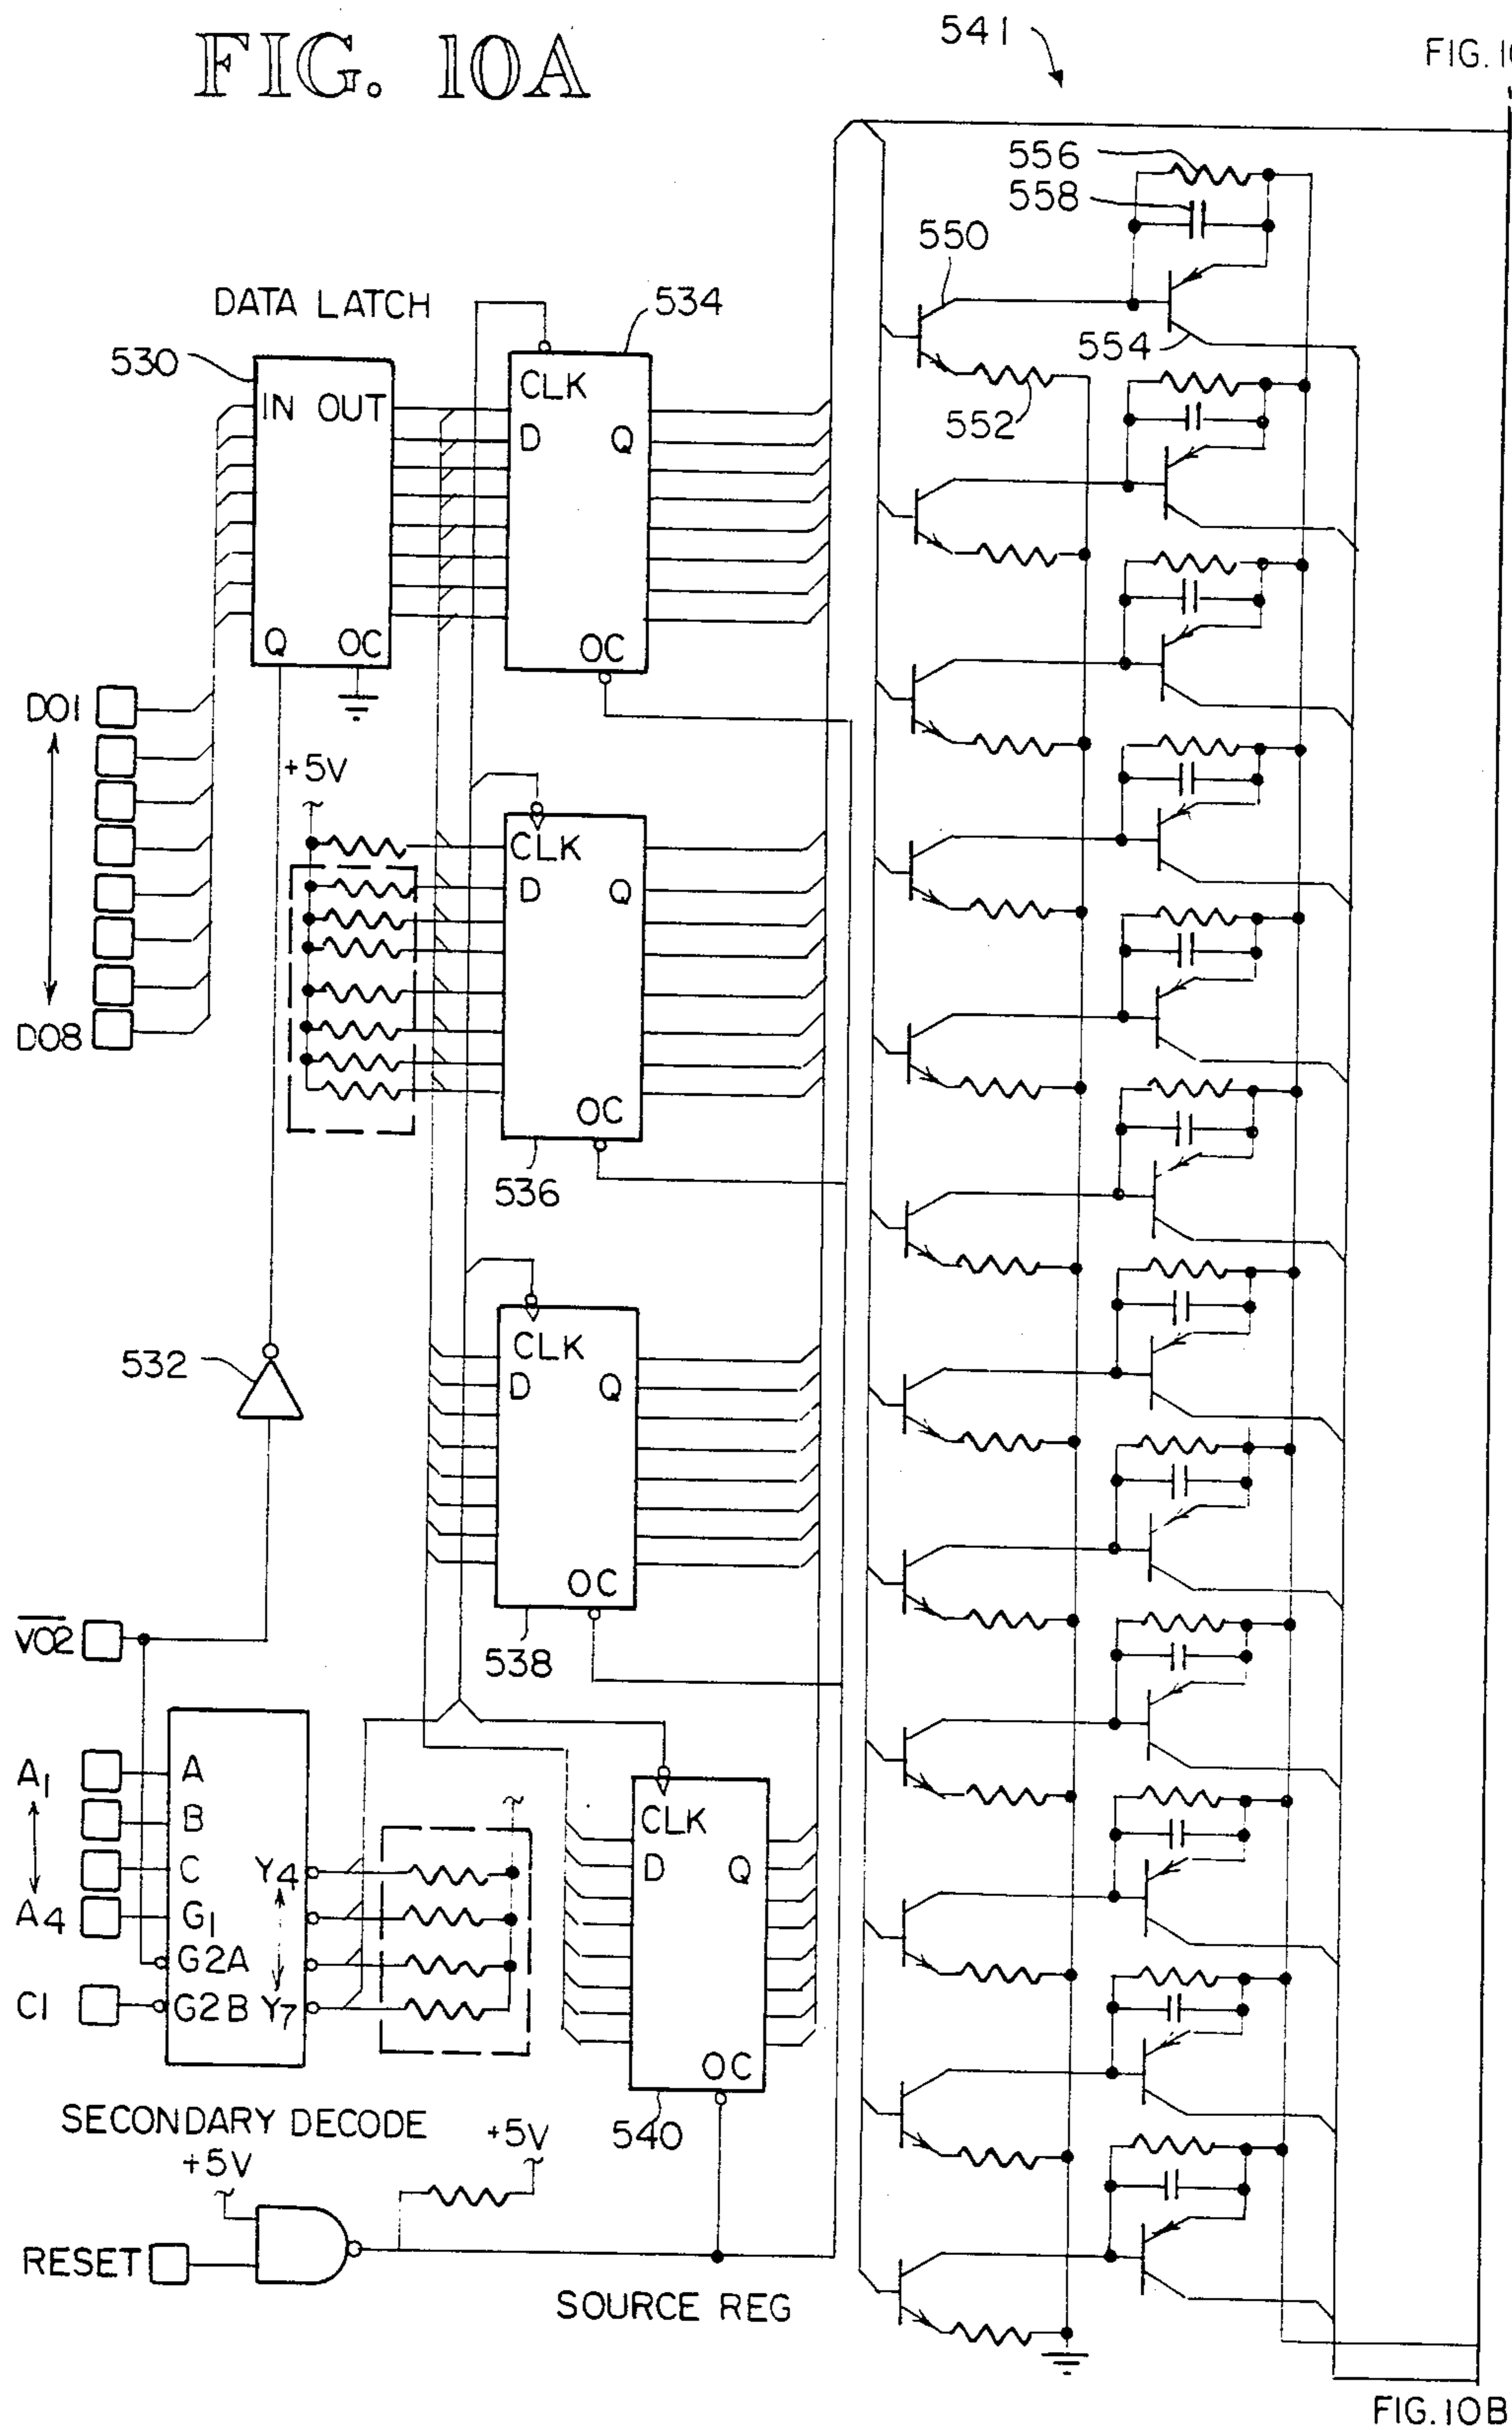 FIG. 10A
541
FIG. 1
556
558
550
554
552
DATA LATCH
534
530
IN OUT
CLK
D Q
Q OC
OC
DO1
DO8
+5V
CLK
D Q
OC
536
CLK
D Q
OC
538
532
VO2
A1
A4
C1
A
B
C Y4
G1
G2A
G2B Y7
CLK
D Q
OC
540
SECONDARY DECODE
+5V
+5V
RESET
SOURCE REG
FIG. 10B